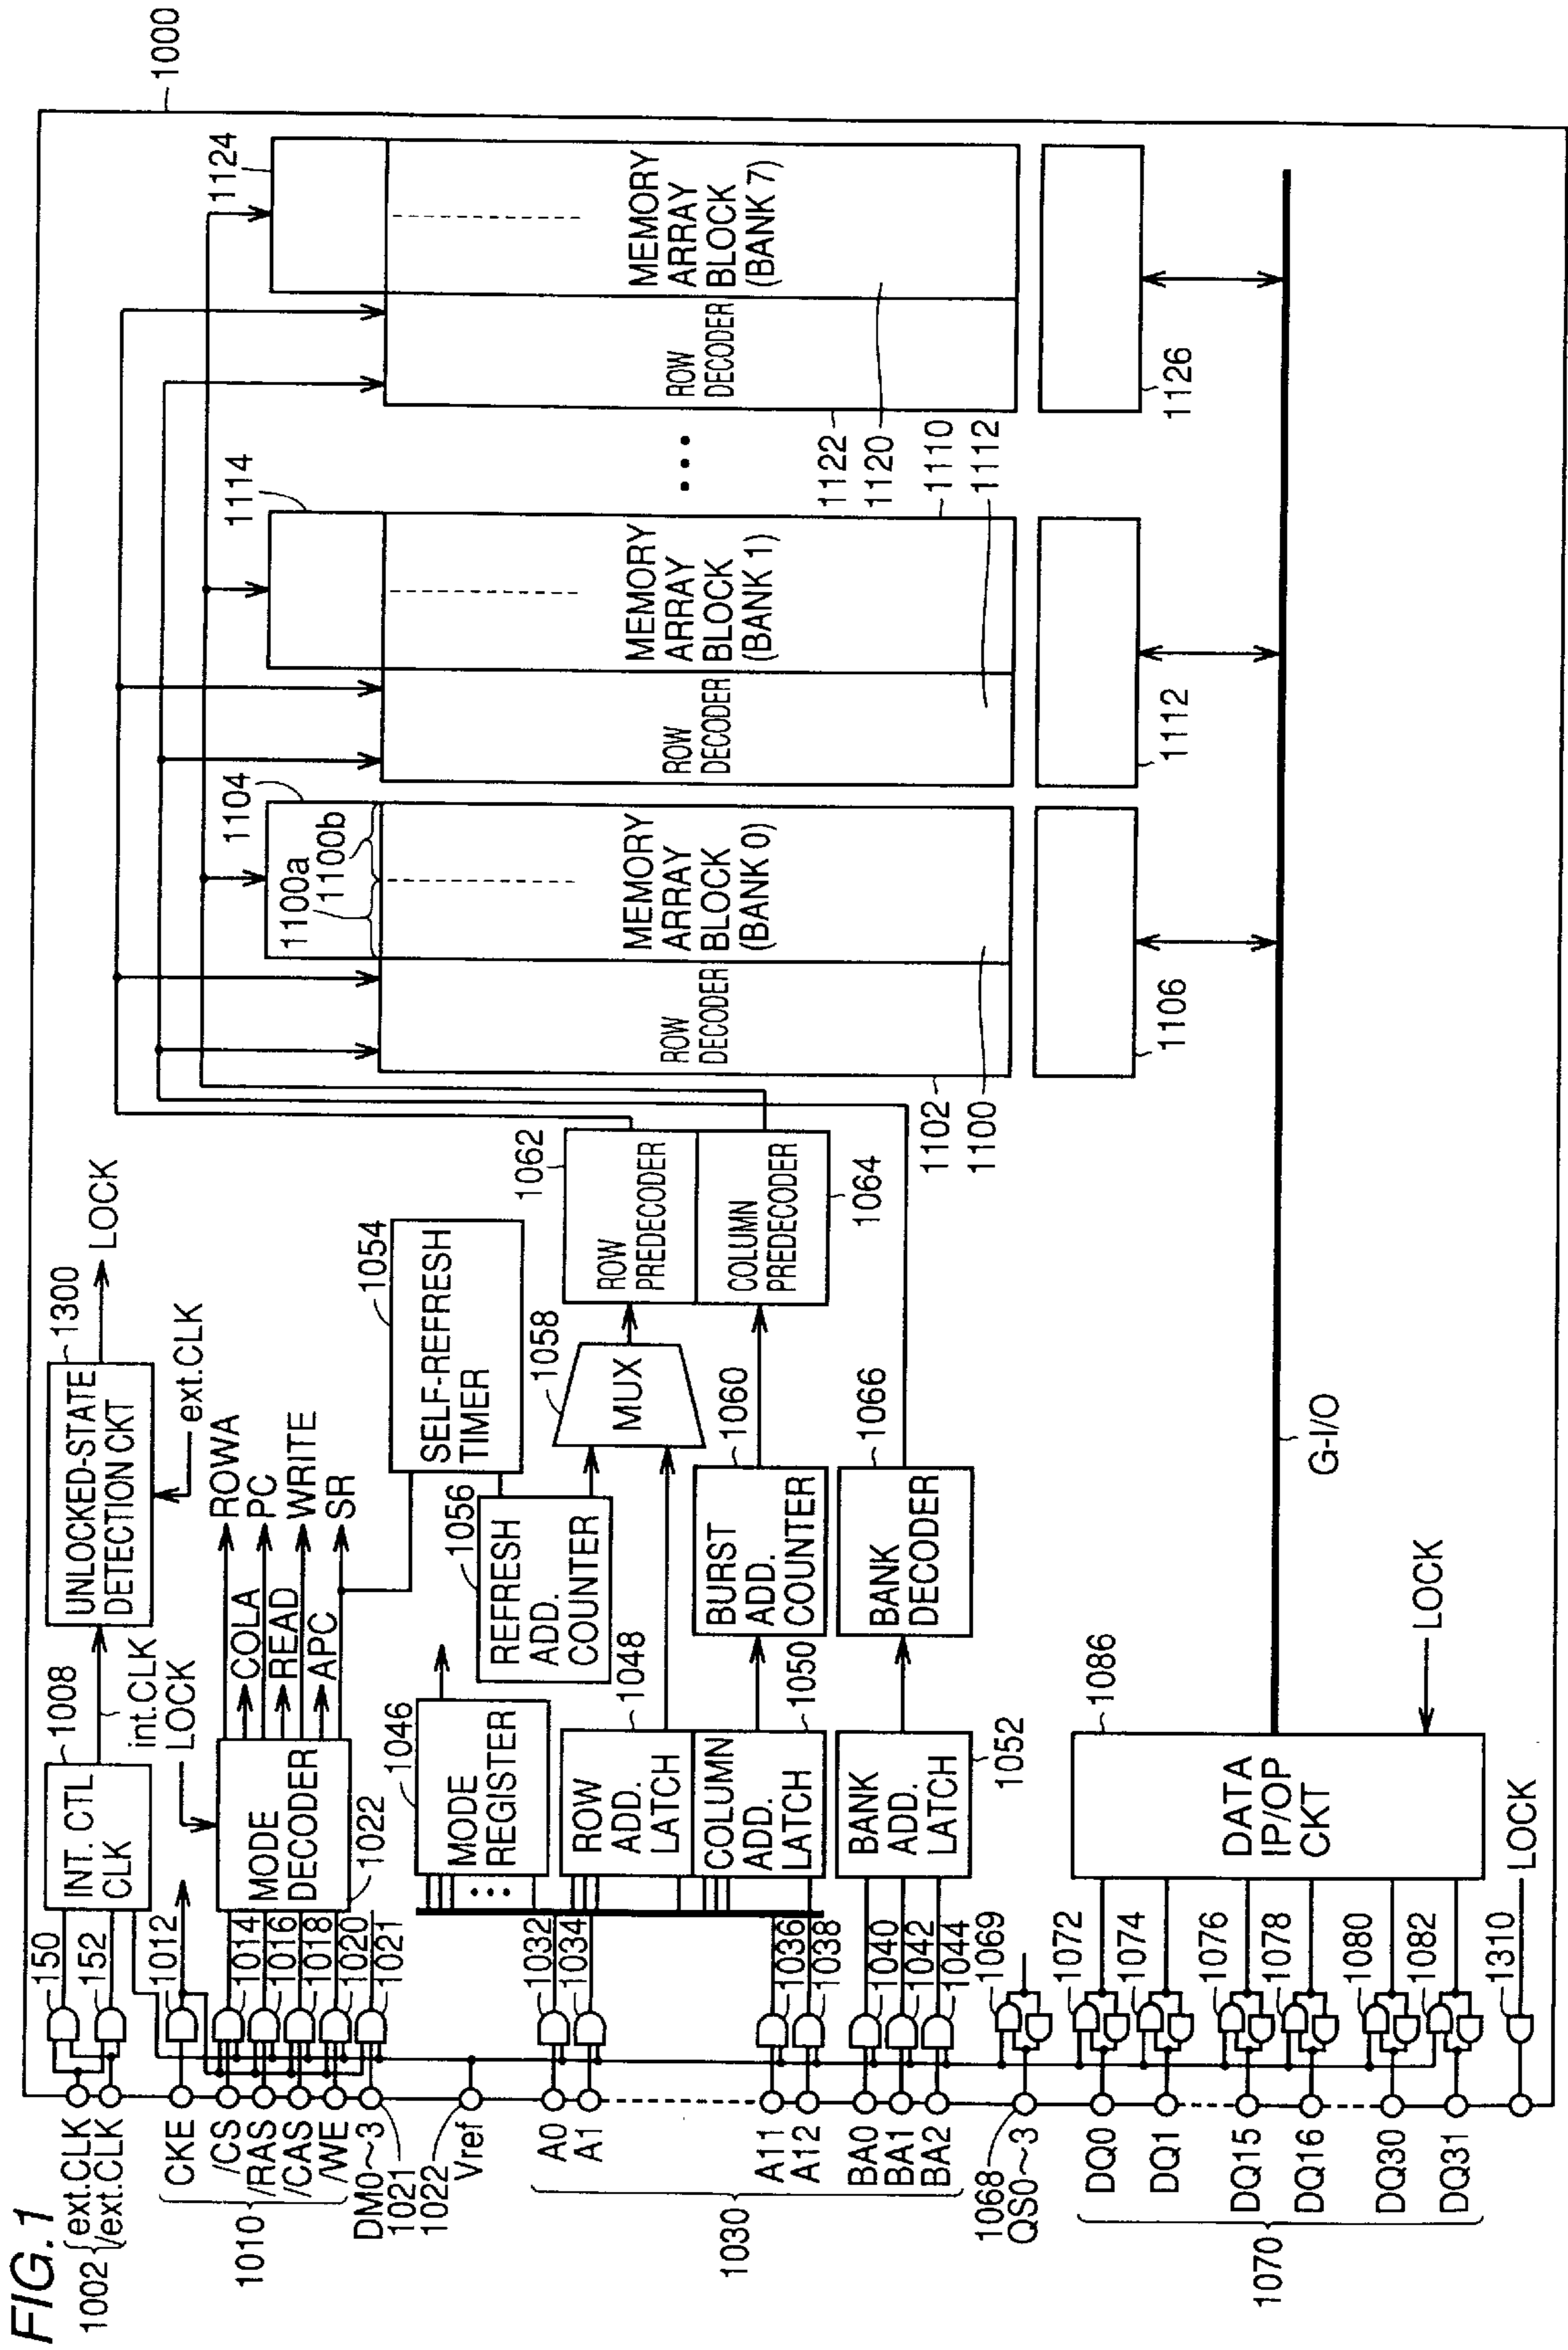 FIG.1
1000
1002
ext.CLK
/ext.CLK
150
152
INT. CTL
CLK
1008
int.CLK
UNLOCKED-STATE
DETECTION CKT
1300
LOCK
ext.CLK
1010
CKE
/CS
/RAS
/CAS
/WE
DM0~3
1021
1022
Vref
1012
1014
1016
1018
1020
1021
LOCK
MODE
DECODER
1022
ROWA
COLA
PC
READ
WRITE
APC
SR
SELF-REFRESH
TIMER
1054
1046
MODE
REGISTER
REFRESH
ADD.
COUNTER
1056
1030
A0
A1
A11
A12
BA0
BA1
BA2
1032
1034
1036
1038
1040
1042
1044
ROW
ADD.
LATCH
1048
COLUMN
ADD.
LATCH
1050
BANK
ADD.
LATCH
1052
MUX
1058
BURST
ADD.
COUNTER
1060
BANK
DECODER
1066
ROW
PREDECODER
1062
COLUMN
PREDECODER
1064
1068
QS0~3
1069
1070
DQ0
DQ1
DQ15
DQ16
DQ30
DQ31
1072
1074
1076
1078
1080
1082
1310
LOCK
DATA
IP/OP
CKT
1086
LOCK
G-I/O
1104
1100a
1100b
ROW
DECODER
MEMORY
ARRAY
BLOCK
(BANK 0)
1102
1100
1106
1114
ROW
DECODER
MEMORY
ARRAY
BLOCK
(BANK 1)
1110
1112
1112
1124
ROW
DECODER
MEMORY
ARRAY
BLOCK
(BANK 7)
1122
1120
1126